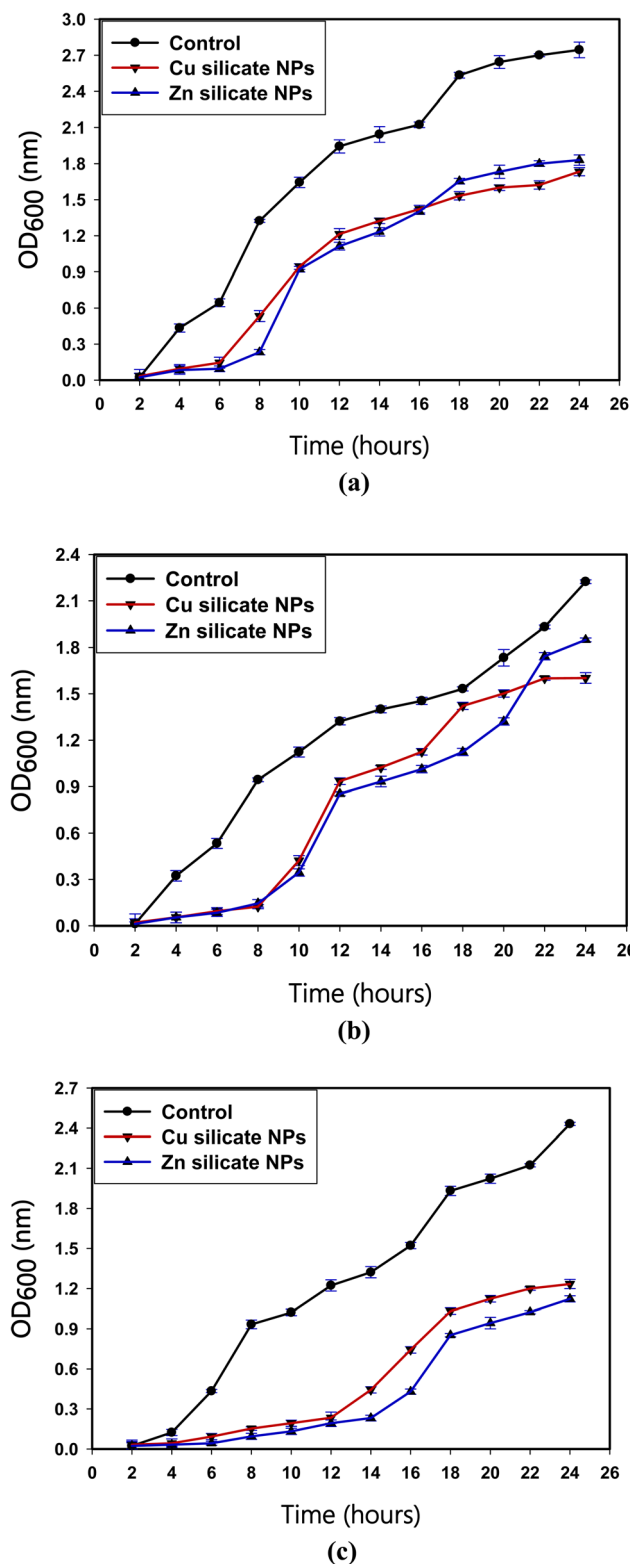 3.0
2.7
2.4
2.1
1.8
1.5
1.2
0.9
0.6
0.3
0.0
OD600 (nm)
Control
Cu silicate NPs
Zn silicate NPs
0 2 4 6 8 10 12 14 16 18 20 22 24 26
Time (hours)
(a)
2.4
2.1
1.8
1.5
1.2
0.9
0.6
0.3
0.0
OD600 (nm)
Control
Cu silicate NPs
Zn silicate NPs
0 2 4 6 8 10 12 14 16 18 20 22 24 26
Time (hours)
(b)
2.7
2.4
2.1
1.8
1.5
1.2
0.9
0.6
0.3
0.0
OD600 (nm)
Control
Cu silicate NPs
Zn silicate NPs
0 2 4 6 8 10 12 14 16 18 20 22 24 26
Time (hours)
(c)